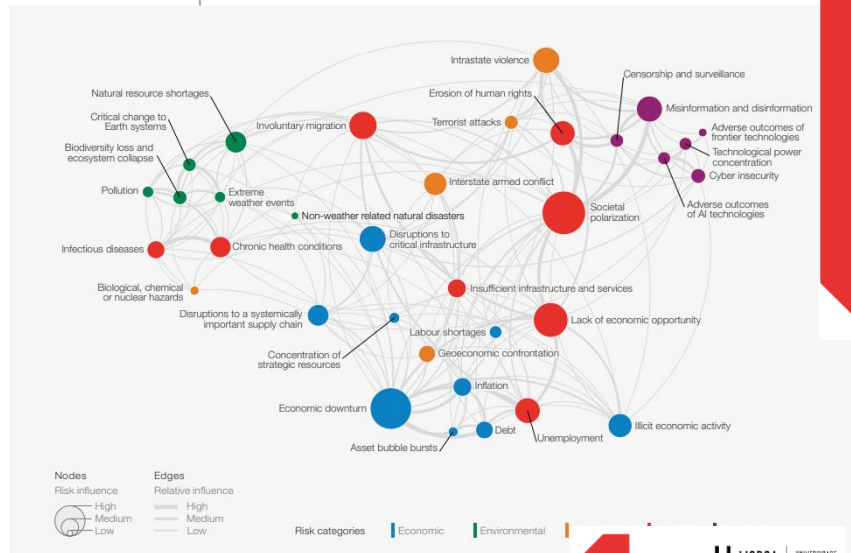 Intrastate violence
Censorship and surveillance
Natural resource shortages
Erosion of human rights
Misinformation and disinformation
Critical change to
Earth systems
Involuntary migration
Terrorist attacks
Adverse outcomes of
frontier technologies
Biodiversity loss and
ecosystem collapse
Technological power
concentration
Interstate armed conflict
Cyber insecurity
Pollution
Extreme
weather events
Non-weather related natural disasters
Societal
polarization
Adverse outcomes
of AI technologies
Infectious diseases
Chronic health conditions
Disruptions to
critical infrastructure
Biological, chemical
or nuclear hazards
Insufficient infrastructure and services
Disruptions to a systemically
important supply chain
Labour shortages
Lack of economic opportunity
Concentration of
strategic resources
Geoeconomic confrontation
Inflation
Economic downturn
Debt
Unemployment
Illicit economic activity
Asset bubble bursts
Nodes
Risk influence
High
Medium
Low
Edges
Relative influence
High
Medium
Low
Risk categories
Economic
Environmental